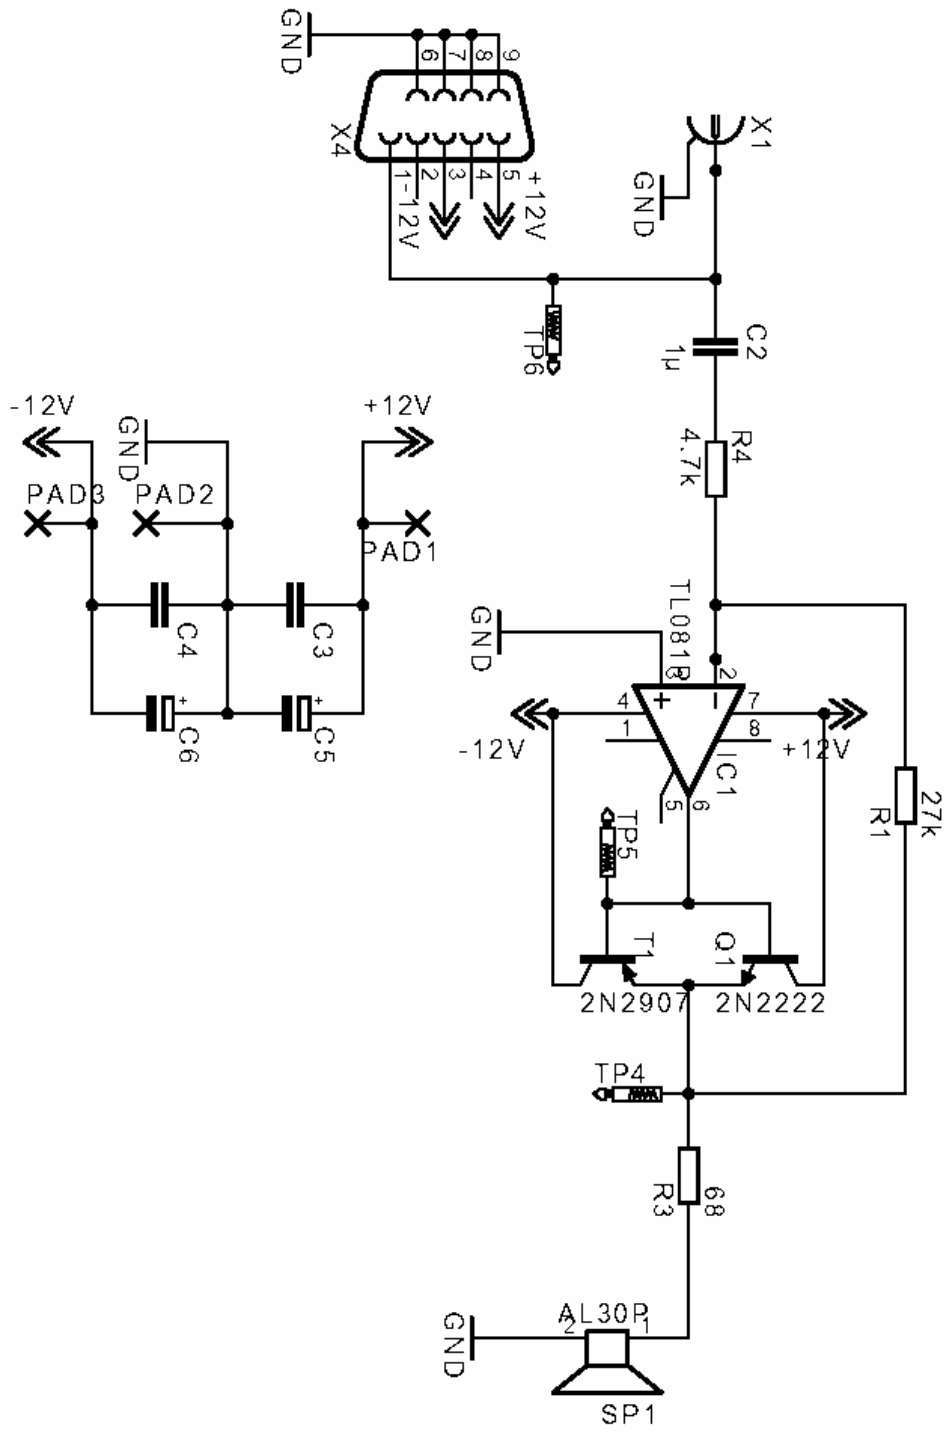 GND
6
7
8
9
X4
1
2
3
4
5
-12V
+12V
X1
GND
TP6
C2
1µ
R4
4.7k
-12V
GND
+12V
PAD3
PAD2
PAD1
C4
C3
C6
+
C5
+
TL081P
GND
3
2
4
7
1
8
+
-
-12V
+12V
IC1
5
6
27k
R1
TP5
T1
Q1
2N2907
2N2222
TP4
R3
68
AL30P
2
1
GND
SP1